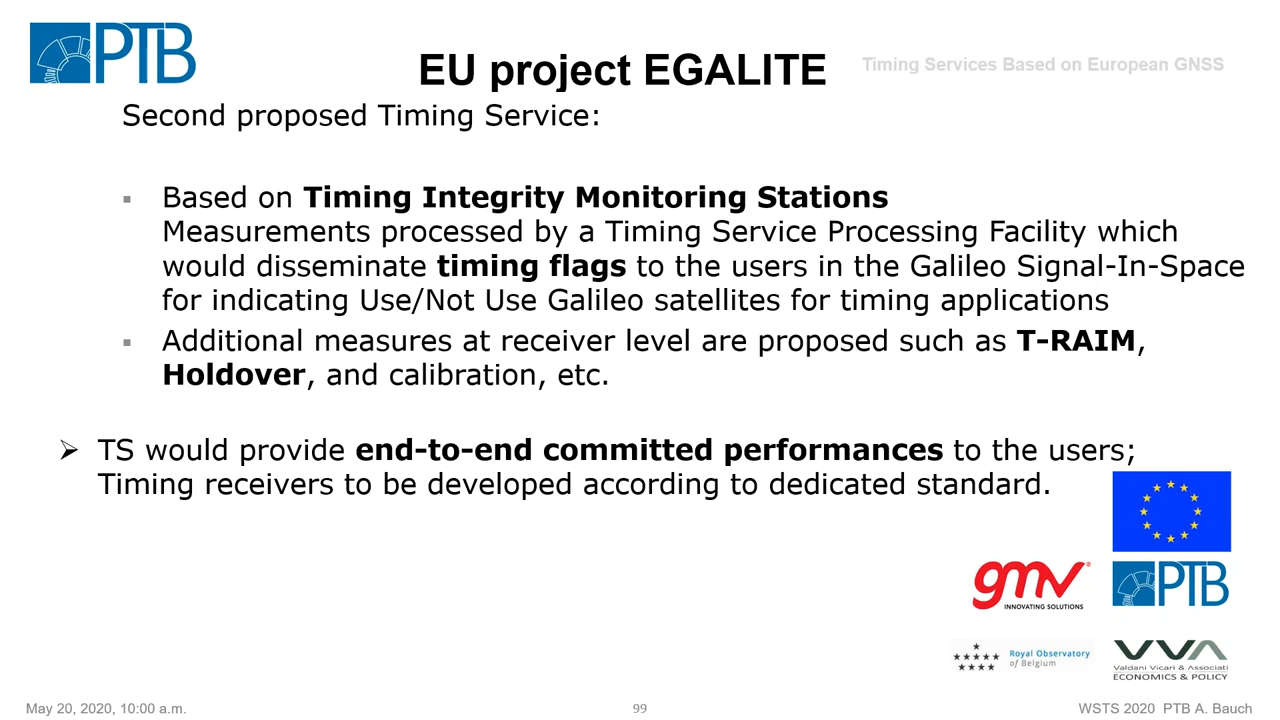 PTB
EU project EGALITE
Timing Services Based on European GNSS
Second proposed Timing Service:
▪ Based on Timing Integrity Monitoring Stations
Measurements processed by a Timing Service Processing Facility which
would disseminate timing flags to the users in the Galileo Signal-In-Space
for indicating Use/Not Use Galileo satellites for timing applications
▪ Additional measures at receiver level are proposed such as T-RAIM,
Holdover, and calibration, etc.
➢ TS would provide end-to-end committed performances to the users;
Timing receivers to be developed according to dedicated standard.
gmv®
INNOVATING SOLUTIONS
PTB
Royal Observatory
of Belgium
VVA
Valdani Vicari & Associati
ECONOMICS & POLICY
May 20, 2020, 10:00 a.m.
99
WSTS 2020 PTB A. Bauch